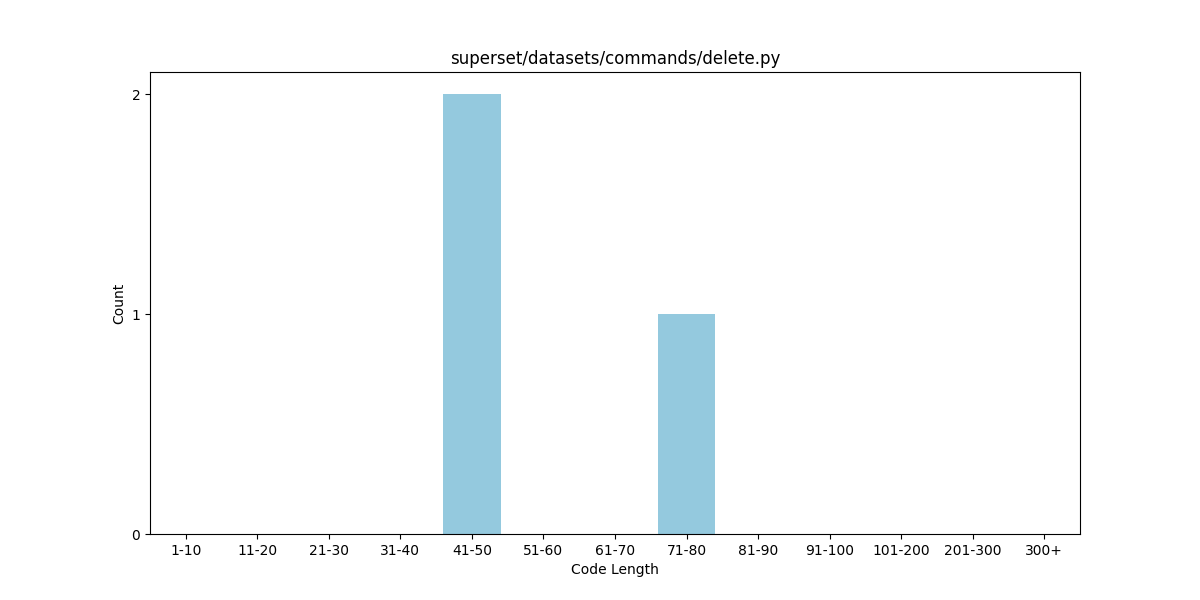 superset/datasets/commands/delete.py
2
1
0
Count
1-10 11-20 21-30 31-40 41-50 51-60 61-70 71-80 81-90 91-100 101-200 201-300 300+
Code Length